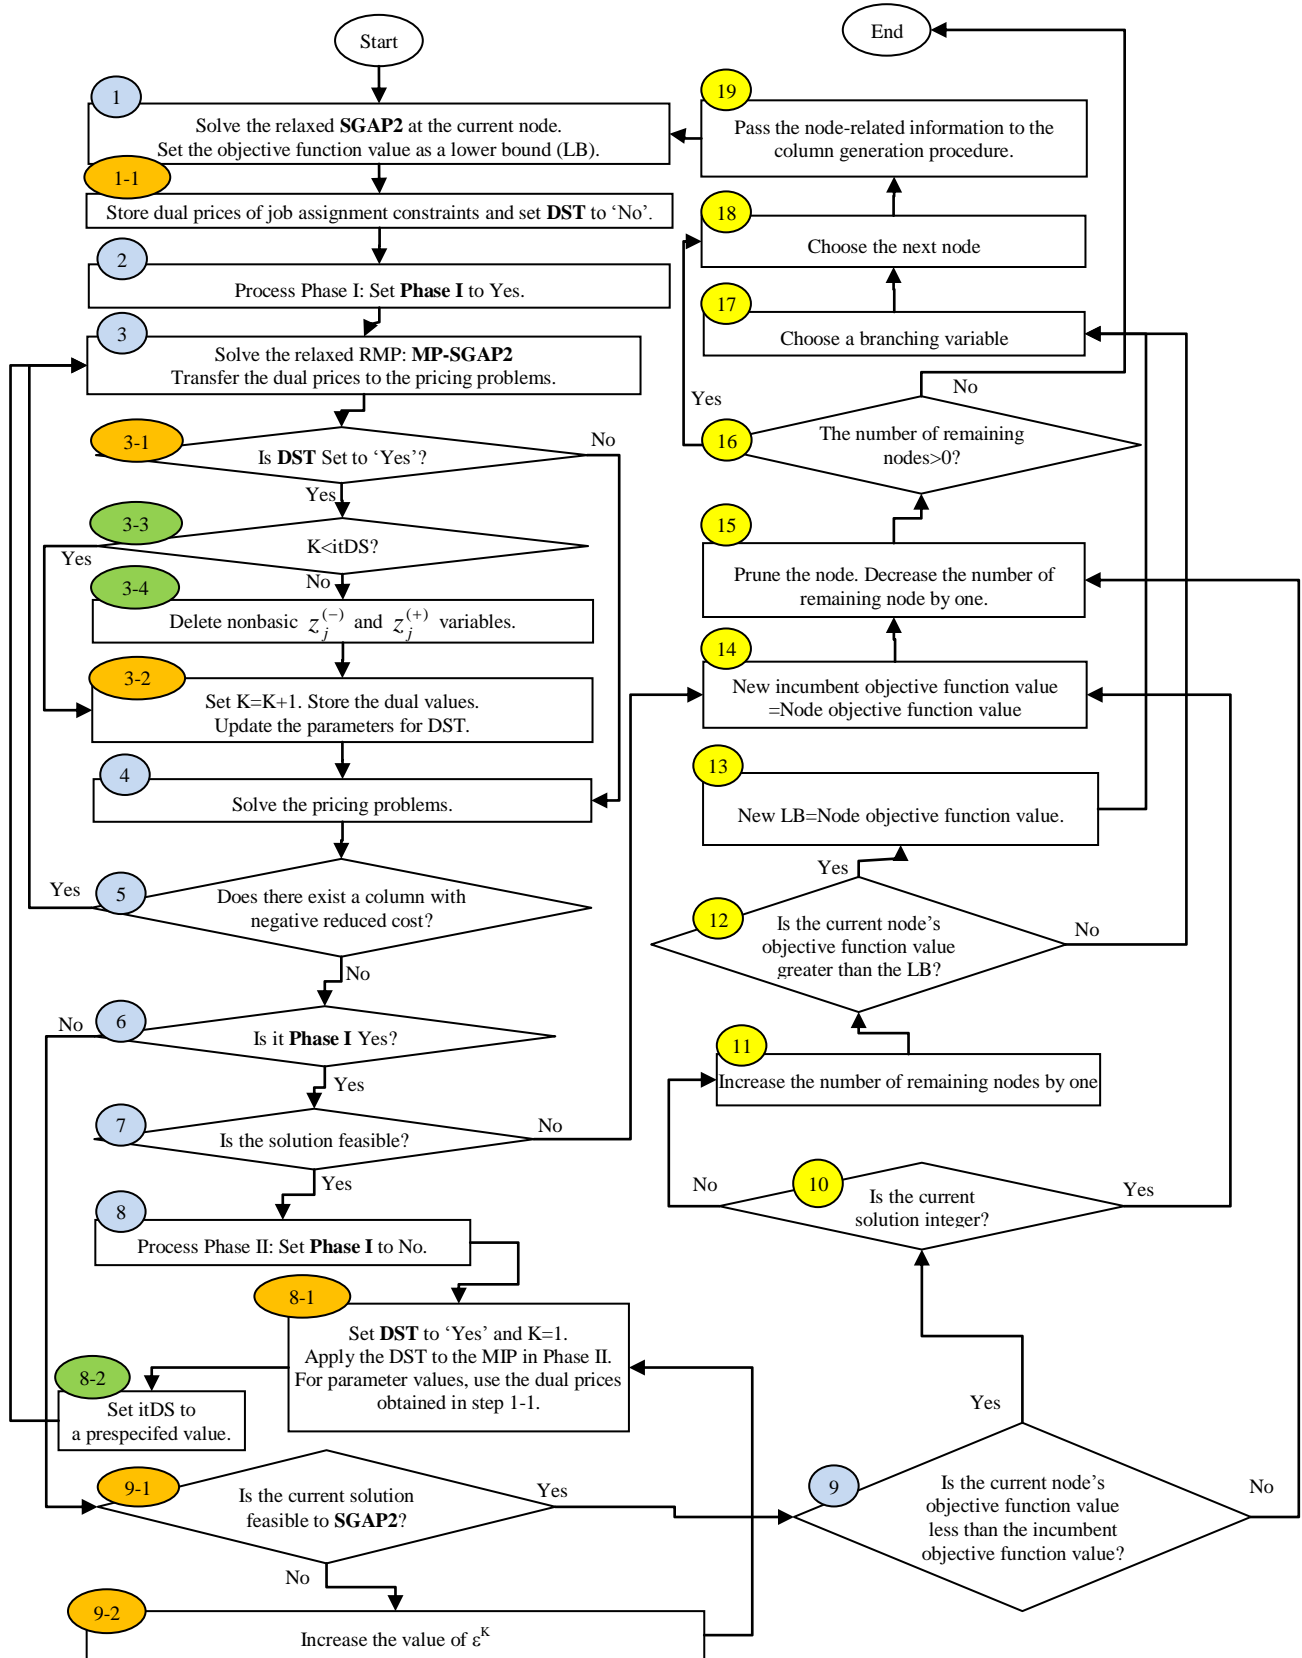 Start
End
1
Solve the relaxed SGAP2 at the current node.
Set the objective function value as a lower bound (LB).
1-1
Store dual prices of job assignment constraints and set DST to ‘No’.
2
Process Phase I: Set Phase I to Yes.
3
Solve the relaxed RMP: MP-SGAP2
Transfer the dual prices to the pricing problems.
3-1
Is DST Set to ‘Yes’?
No
Yes
3-3
K<itDS?
Yes
No
3-4
Delete nonbasic z_j^(−) and z_j^(+) variables.
3-2
Set K=K+1. Store the dual values.
Update the parameters for DST.
4
Solve the pricing problems.
5
Does there exist a column with
negative reduced cost?
Yes
No
6
Is it Phase I Yes?
No
Yes
7
Is the solution feasible?
No
Yes
8
Process Phase II: Set Phase I to No.
8-1
Set DST to ‘Yes’ and K=1.
Apply the DST to the MIP in Phase II.
For parameter values, use the dual prices
obtained in step 1-1.
8-2
Set itDS to
a prespecifed value.
9-1
Is the current solution
feasible to SGAP2?
Yes
No
9-2
Increase the value of ε^K
19
Pass the node-related information to the
column generation procedure.
18
Choose the next node
17
Choose a branching variable
No
Yes
16
The number of remaining
nodes>0?
15
Prune the node. Decrease the number of
remaining node by one.
14
New incumbent objective function value
=Node objective function value
13
New LB=Node objective function value.
Yes
12
Is the current node’s
objective function value
greater than the LB?
No
11
Increase the number of remaining nodes by one
No
10
Is the current
solution integer?
Yes
Yes
9
Is the current node’s
objective function value
less than the incumbent
objective function value?
No